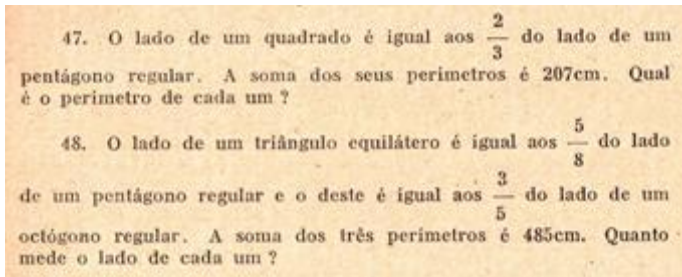 47. O lado de um quadrado é igual aos 2/3 do lado de um
pentágono regular. A soma dos seus perímetros é 207cm. Qual
é o perímetro de cada um ?
48. O lado de um triângulo equilátero é igual aos 5/8 do lado
de um pentágono regular e o deste é igual aos 3/5 do lado de um
octógono regular. A soma dos três perímetros é 485cm. Quanto
mede o lado de cada um ?